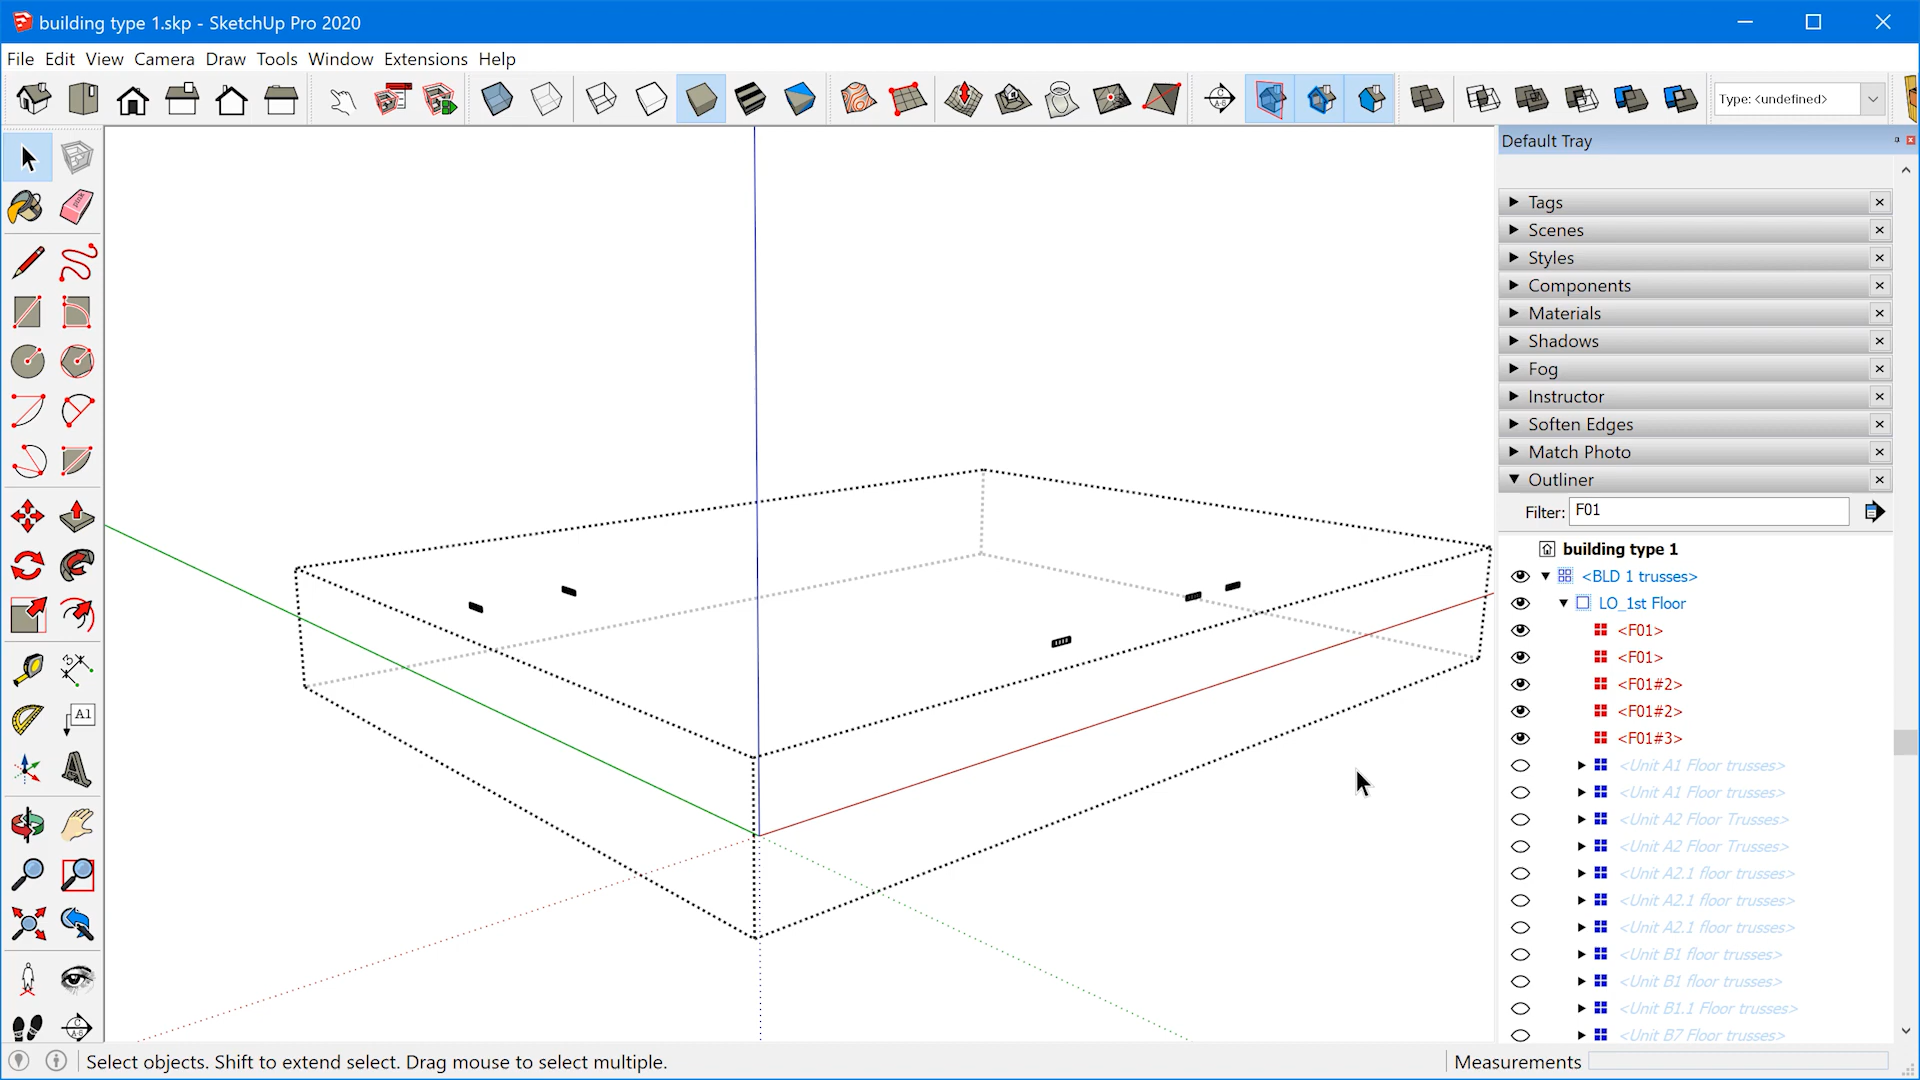 building type 1.skp - SketchUp Pro 2020
File Edit View Camera Draw Tools Window Extensions Help
Type: <undefined>
Default Tray
Tags
Scenes
Styles
Components
Materials
Shadows
Fog
Instructor
Soften Edges
Match Photo
Outliner
Filter: F01
building type 1
<BLD 1 trusses>
LO_1st Floor
<F01>
<F01>
<F01#2>
<F01#2>
<F01#3>
<Unit A1 Floor trusses>
<Unit A1 Floor trusses>
<Unit A2 Floor Trusses>
<Unit A2 Floor Trusses>
<Unit A2.1 floor trusses>
<Unit A2.1 floor trusses>
<Unit A2.1 floor trusses>
<Unit B1 floor trusses>
<Unit B1 floor trusses>
<Unit B1.1 Floor trusses>
<Unit B7 Floor trusses>
A1
Select objects. Shift to extend select. Drag mouse to select multiple.
Measurements